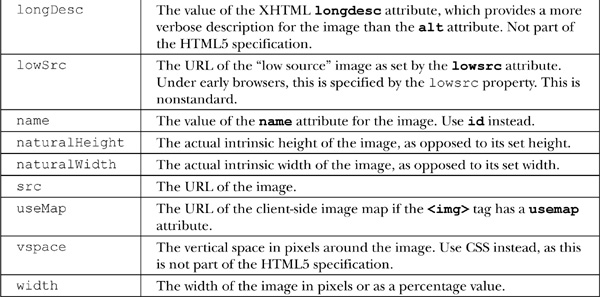 longDesc The value of the XHTML longdesc attribute, which provides a more
verbose description for the image than the alt attribute. Not part of
the HTML5 specification.
lowSrc The URL of the “low source” image as set by the lowsrc attribute.
Under early browsers, this is specified by the lowsrc property. This is
nonstandard.
name The value of the name attribute for the image. Use id instead.
naturalHeight The actual intrinsic height of the image, as opposed to its set height.
naturalWidth The actual intrinsic width of the image, as opposed to its set width.
src The URL of the image.
useMap The URL of the client-side image map if the <img> tag has a usemap
attribute.
vspace The vertical space in pixels around the image. Use CSS instead, as this
is not part of the HTML5 specification.
width The width of the image in pixels or as a percentage value.